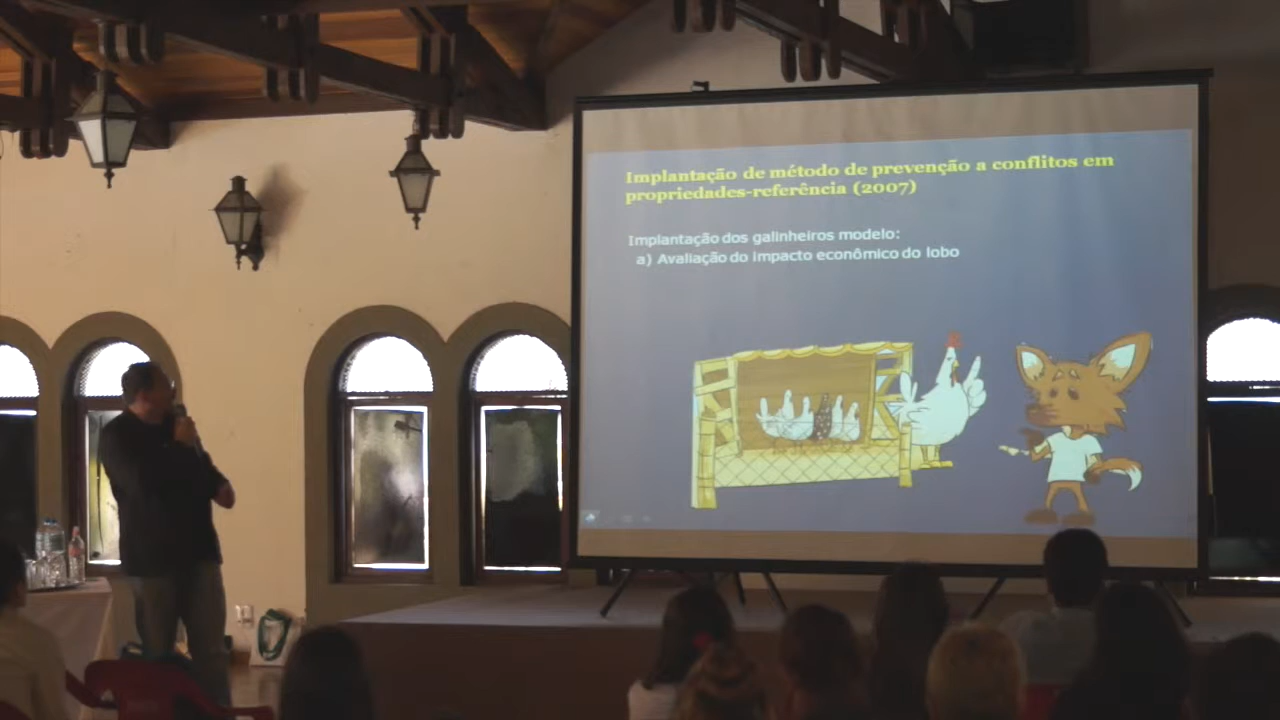 Implantação de método de prevenção a conflitos em
propriedades-referência (2007)
Implantação dos galinheiros modelo:
a) Avaliação do impacto econômico do lobo